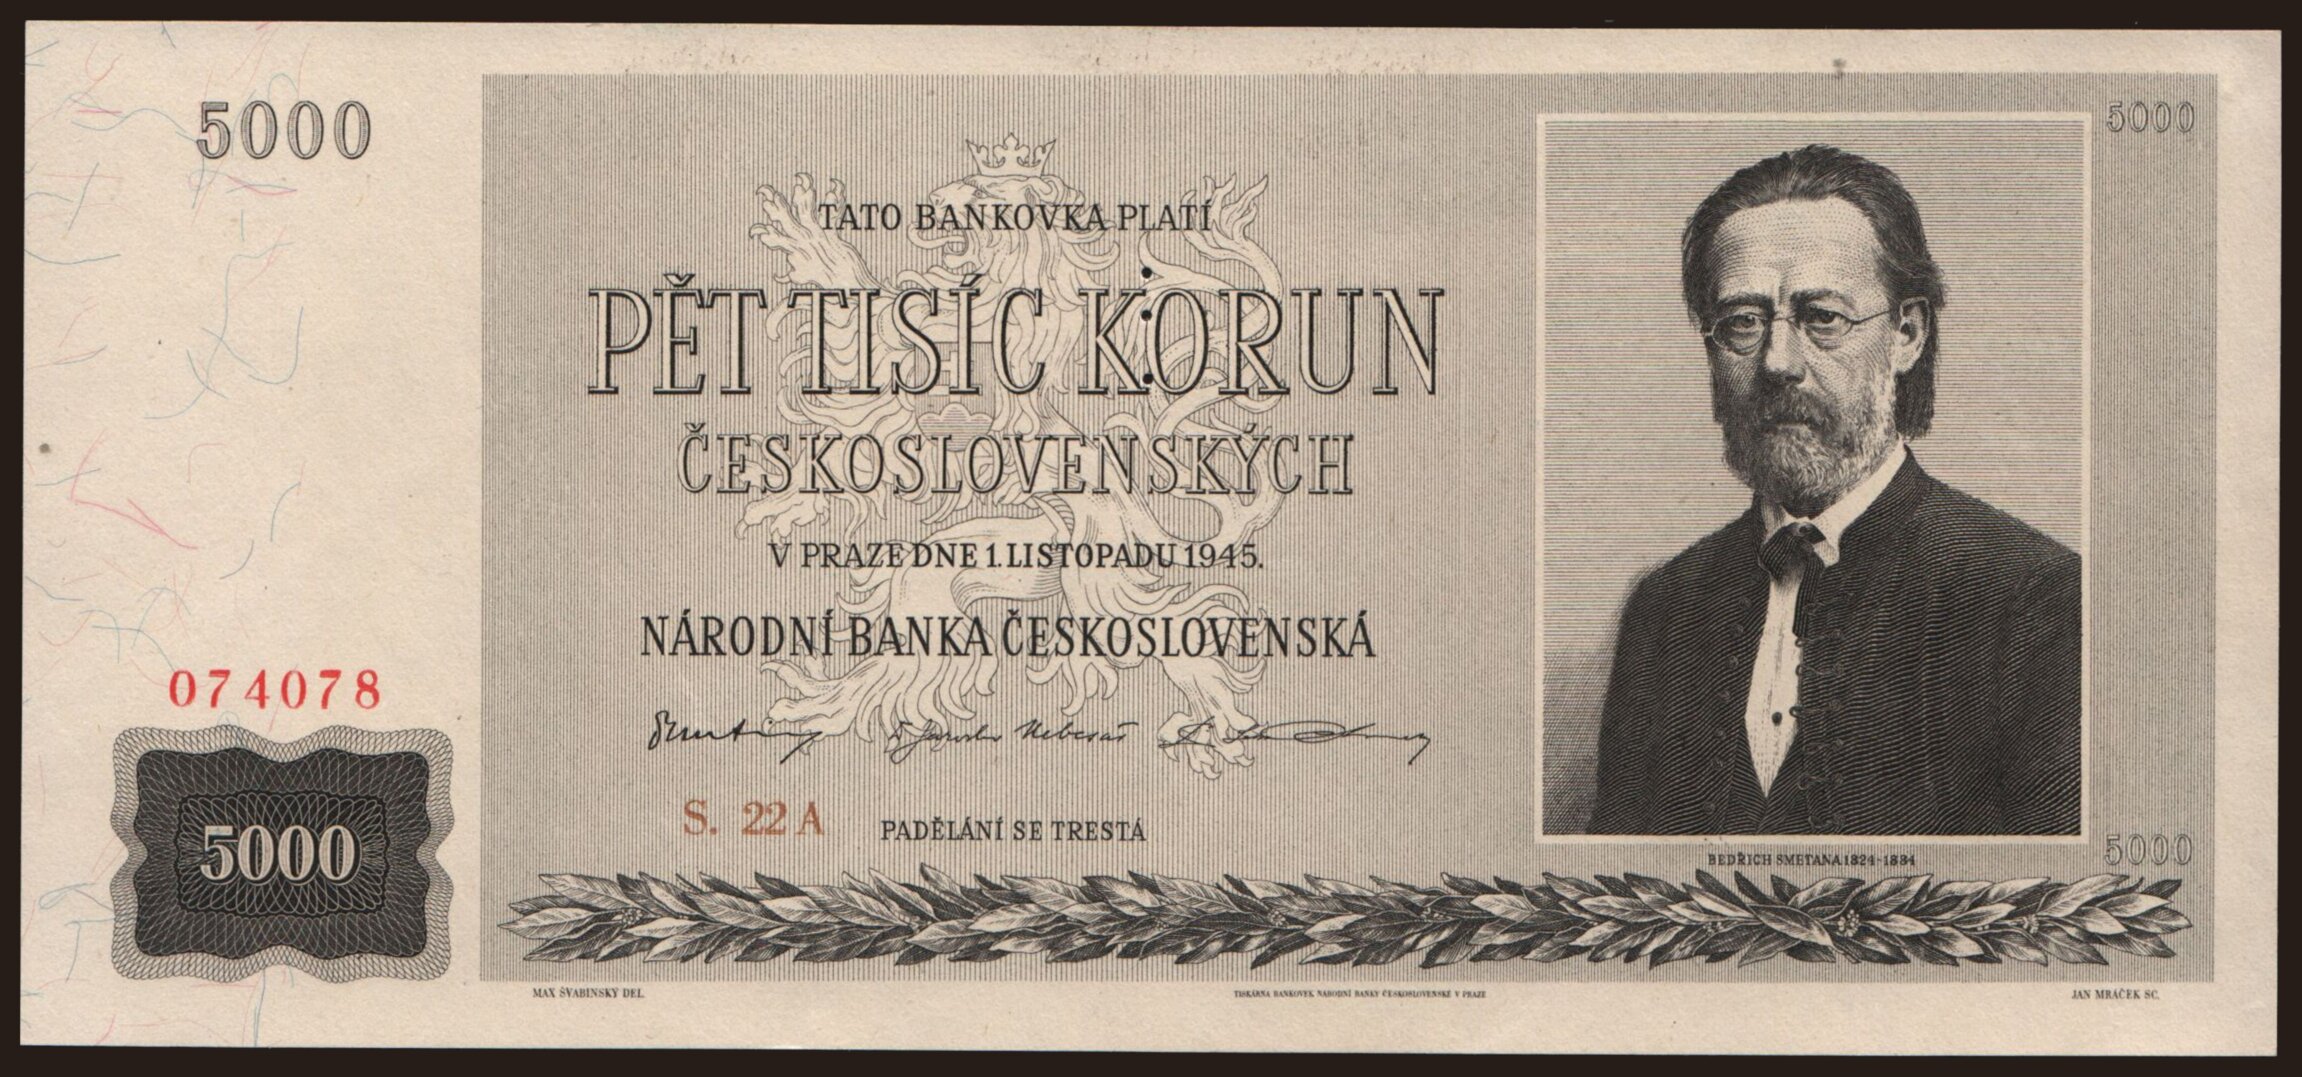 5000
5000
TATO BANKOVKA PLATÍ
PĚT TISÍC KORUN
ČESKOSLOVENSKÝCH
V PRAZE DNE 1. LISTOPADU 1945.
NÁRODNÍ BANKA ČESKOSLOVENSKÁ
074078
S. 22 A
PADĚLÁNÍ SE TRESTÁ
5000
5000
BEDŘICH SMETANA 1824-1884
MAX ŠVABINSKÝ DEL.
TISKÁRNA BANKOVEK NÁRODNÍ BANKY ČESKOSLOVENSKÉ V PRAZE
JAN MRÁČEK SC.